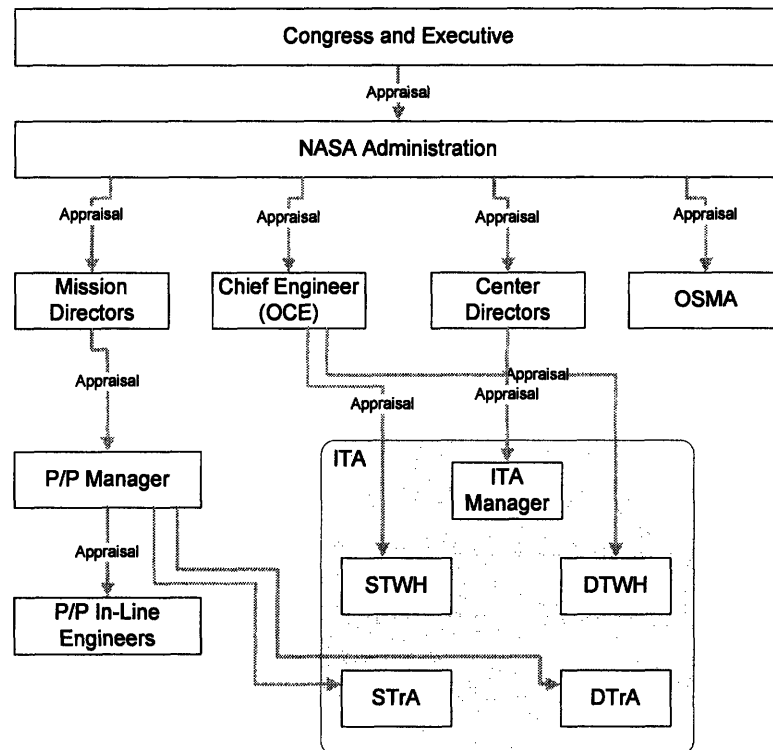 Congress and Executive
Appraisal
NASA Administration
Appraisal
Appraisal
Appraisal
Appraisal
Mission
Directors
Chief Engineer
(OCE)
Center
Directors
OSMA
Appraisal
Appraisal
Appraisal
Appraisal
ITA
P/P Manager
ITA
Manager
Appraisal
STWH
DTWH
P/P In-Line
Engineers
STrA
DTrA